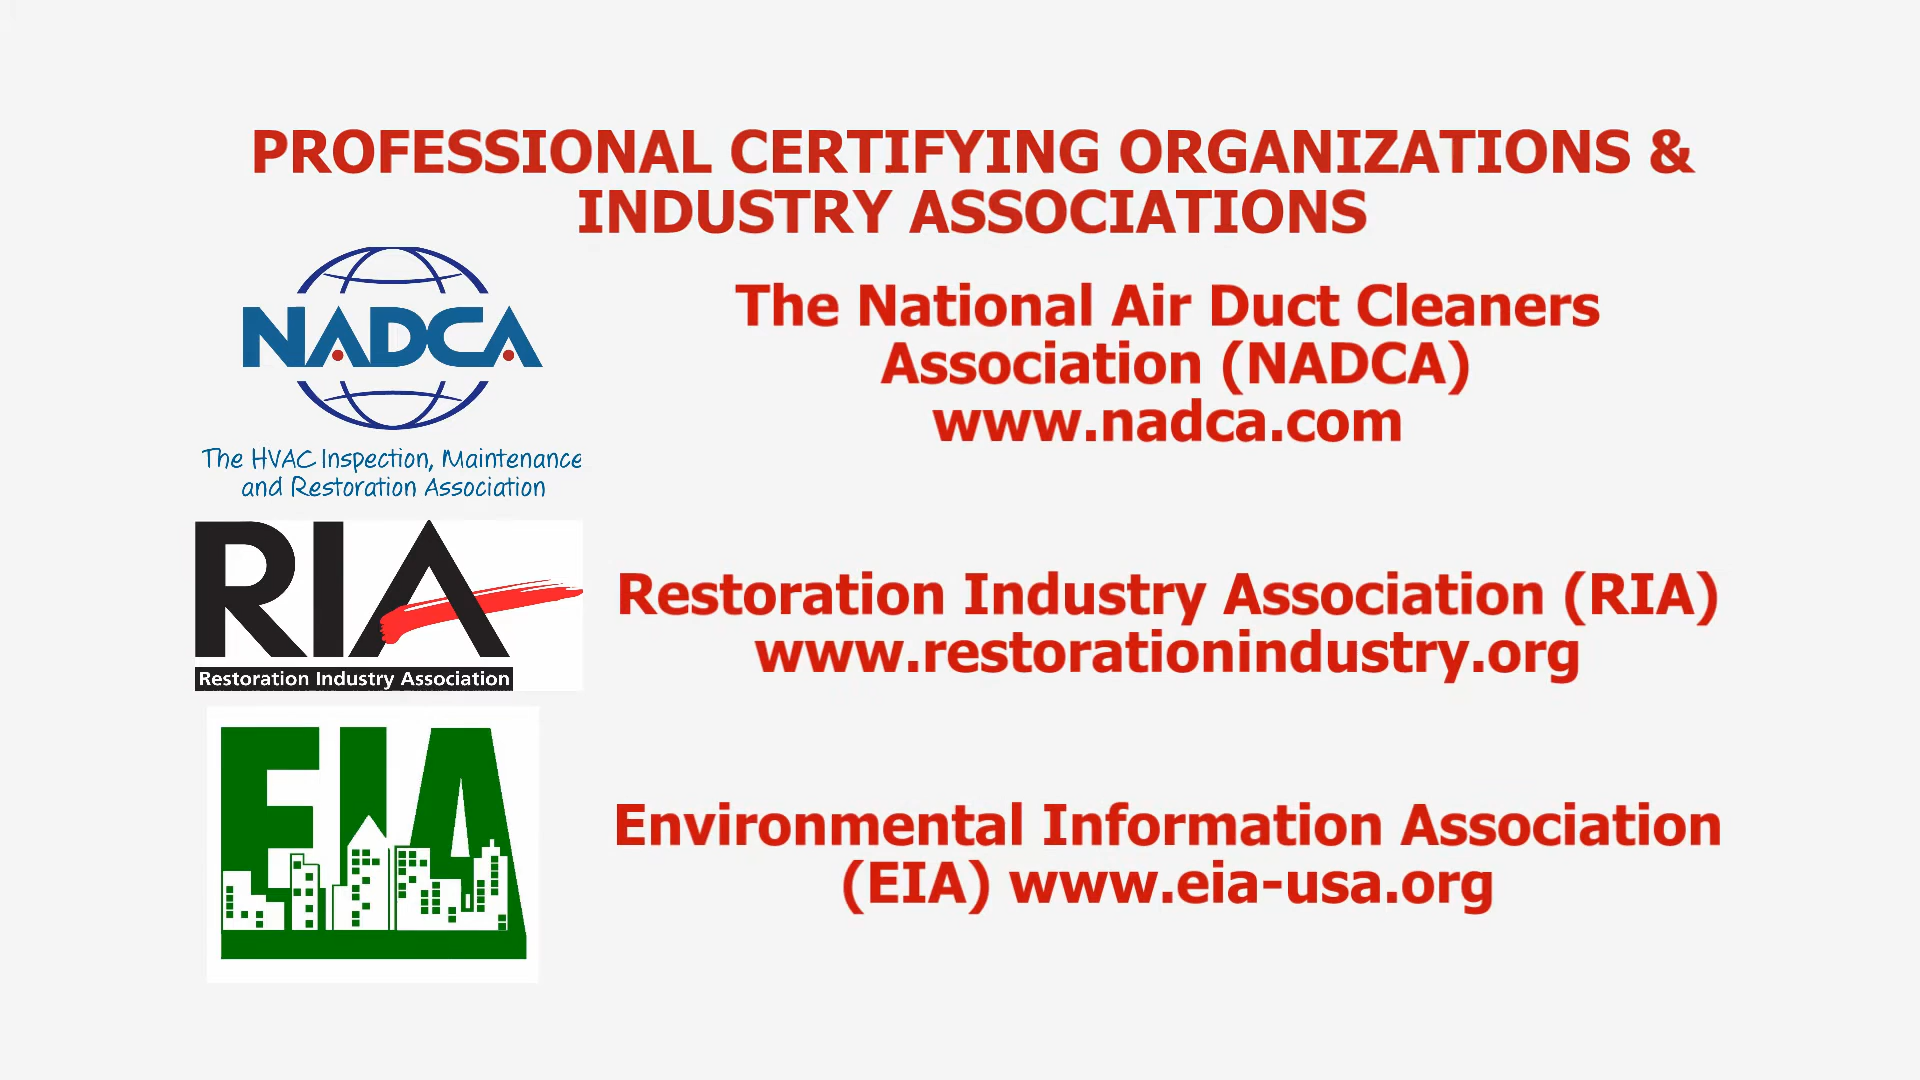 PROFESSIONAL CERTIFYING ORGANIZATIONS &
INDUSTRY ASSOCIATIONS
NADCA
The HVAC Inspection, Maintenance
and Restoration Association
The National Air Duct Cleaners
Association (NADCA)
www.nadca.com
RIA
Restoration Industry Association
Restoration Industry Association (RIA)
www.restorationindustry.org
EIA
Environmental Information Association
(EIA) www.eia-usa.org